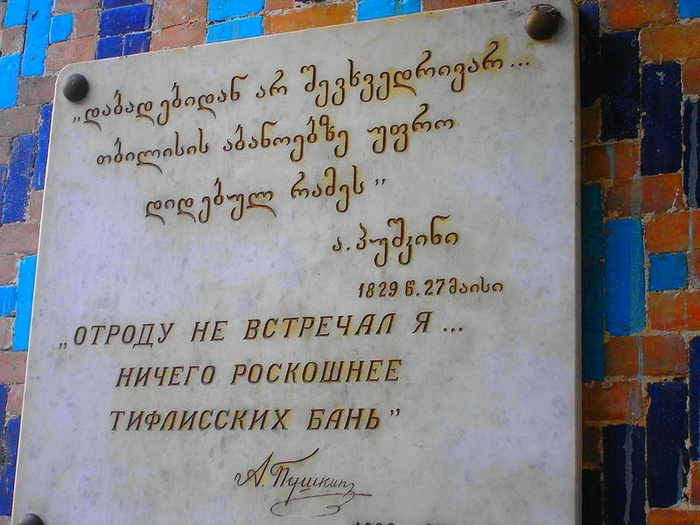 „დაბადებიდან არ შევხვედრივარ...
თბილისის აბანოებზე უფრო
დიდებულ რამეს”
ა.პუშკინი
1829 წ. 27 მაისი
„ОТРОДУ НЕ ВСТРЕЧАЛ Я...
НИЧЕГО РОСКОШНЕЕ
ТИФЛИССКИХ БАНЬ”
А. Пушкин